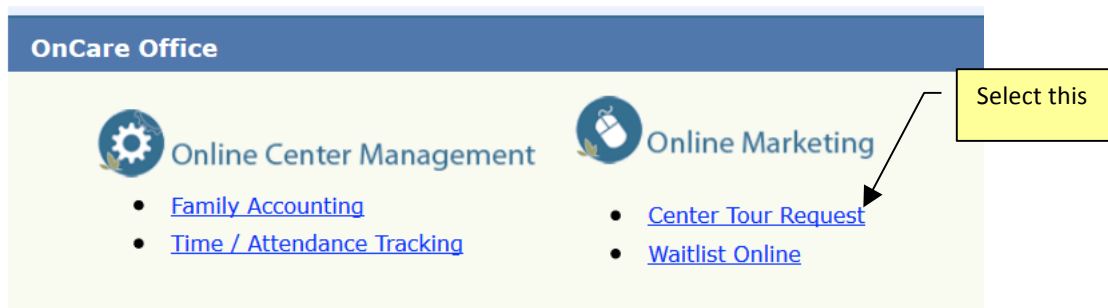 OnCare Office
Select this
Online Center Management
Online Marketing
Family Accounting
Time / Attendance Tracking
Center Tour Request
Waitlist Online